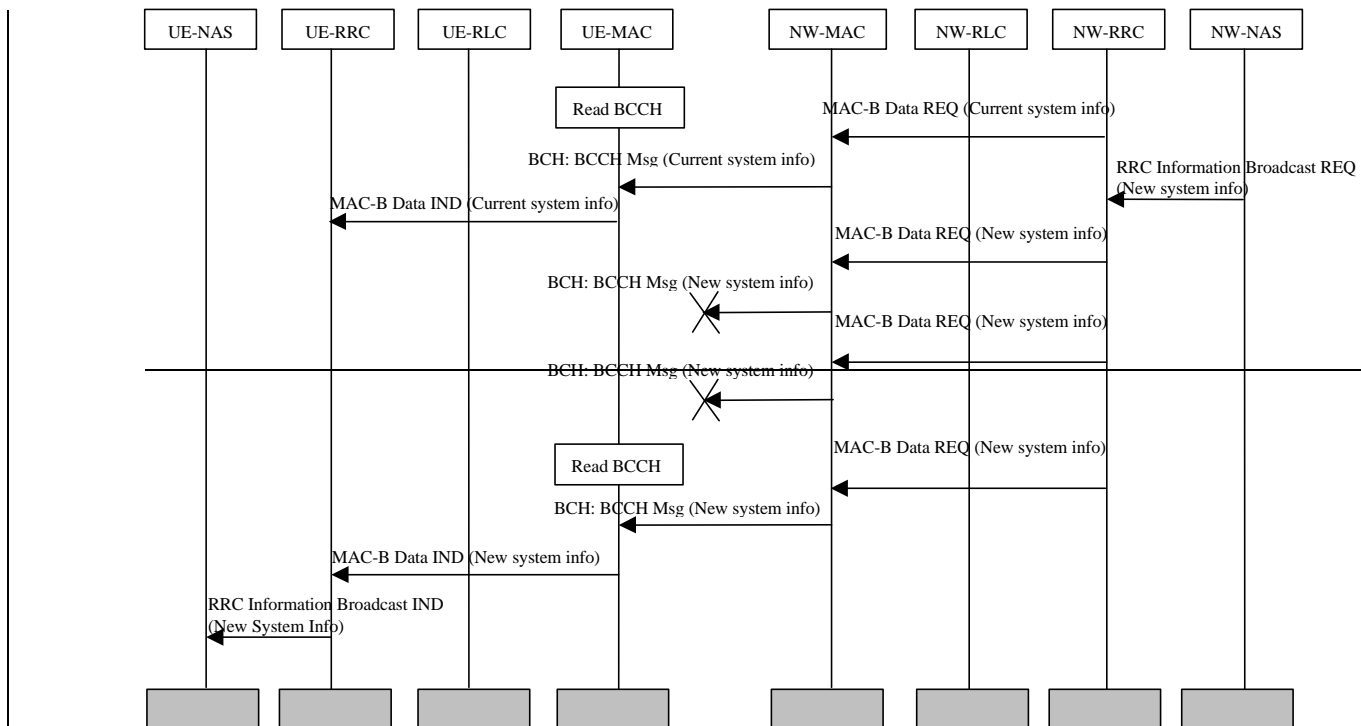 UE-NAS UE-RRC UE-RLC UE-MAC NW-MAC NW-RLC NW-RRC NW-NAS
Read BCCH
MAC-B Data REQ (Current system info)
BCH: BCCH Msg (Current system info)
RRC Information Broadcast REQ
(New system info)
MAC-B Data IND (Current system info)
MAC-B Data REQ (New system info)
BCH: BCCH Msg (New system info)
MAC-B Data REQ (New system info)
BCH: BCCH Msg (New system info)
MAC-B Data REQ (New system info)
Read BCCH
BCH: BCCH Msg (New system info)
MAC-B Data IND (New system info)
RRC Information Broadcast IND
(New System Info)